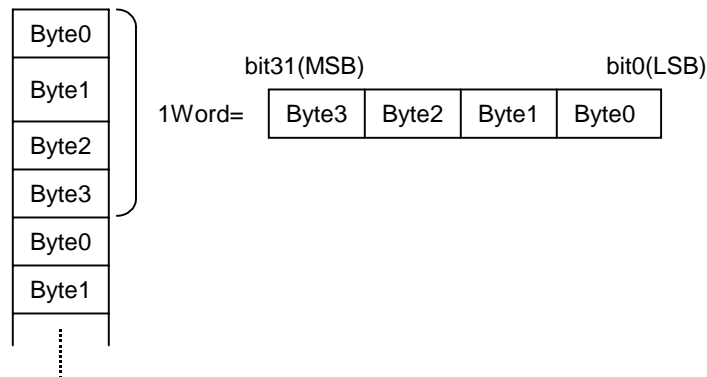 Byte0
Byte1
Byte2
Byte3
Byte0
Byte1
bit31(MSB) bit0(LSB)
1Word= Byte3 Byte2 Byte1 Byte0